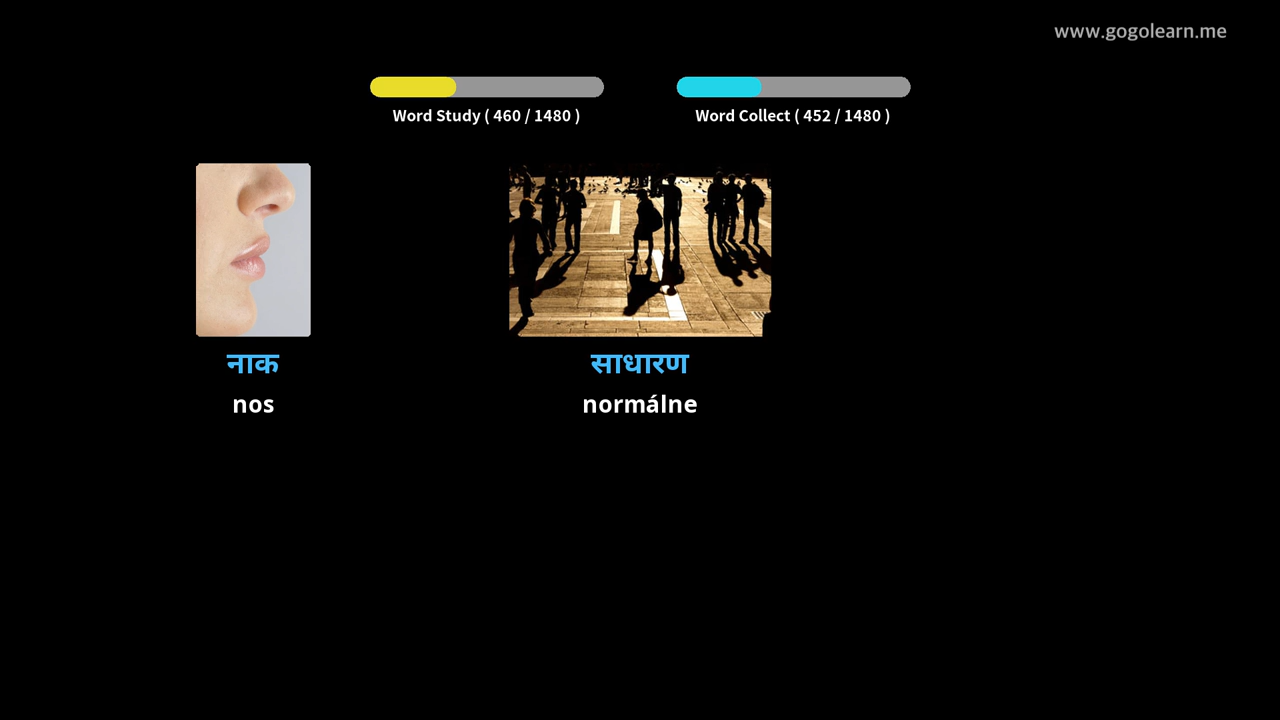 www.gogolearn.me
Word Study ( 460 / 1480 )
Word Collect ( 452 / 1480 )
नाक
nos
साधारण
normálne